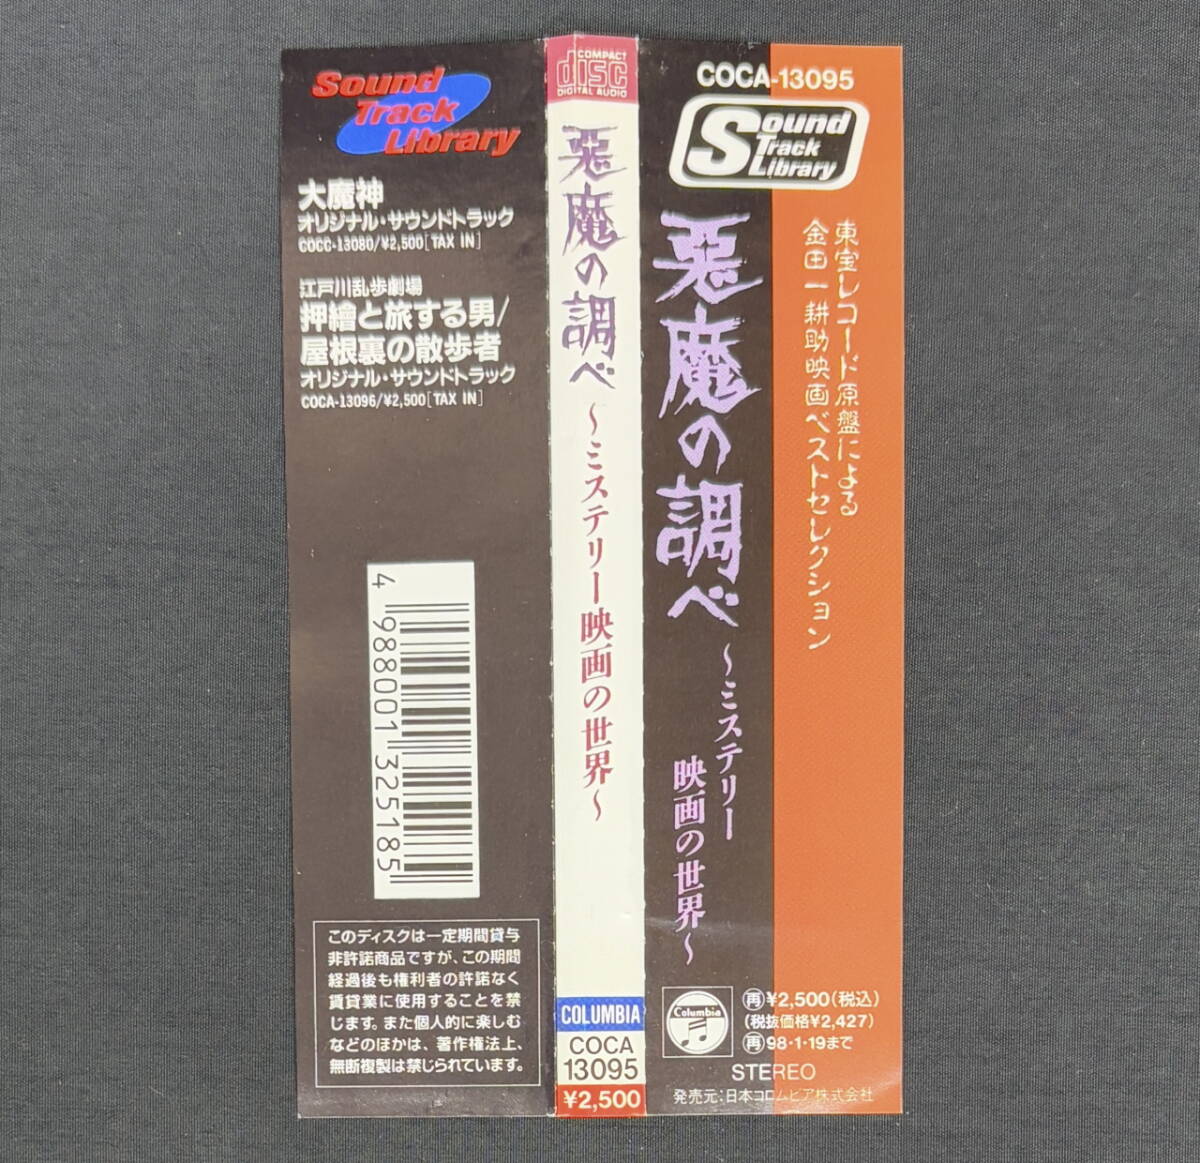 Sound
Track
Library
大魔神
オリジナル・サウンドトラック
COCC-13080/¥2,500[TAX IN]
江戸川乱歩劇場
押繪と旅する男/
屋根裏の散歩者
オリジナル・サウンドトラック
COCA-13096/¥2,500[TAX IN]
4 988001 325185
このディスクは一定期間貸与
非許諾商品ですが、この期間
経過後も権利者の許諾なく
賃貸業に使用することを禁
じます。また個人的に楽しむ
などのほかは、著作権法上、
無断複製は禁じられています。
COMPACT
disc
DIGITAL AUDIO
惡魔の調べ
〜ミステリー映画の世界〜
COLUMBIA
COCA
13095
¥2,500
COCA-13095
Sound
Track
Library
東宝レコード原盤による
金田一耕助映画ベストセレクション
惡魔の調べ
〜ミステリー
映画の世界〜
Columbia
再¥2,500(税込)
(税抜価格¥2,427)
再98・1・19まで
STEREO
発売元:日本コロムビア株式会社